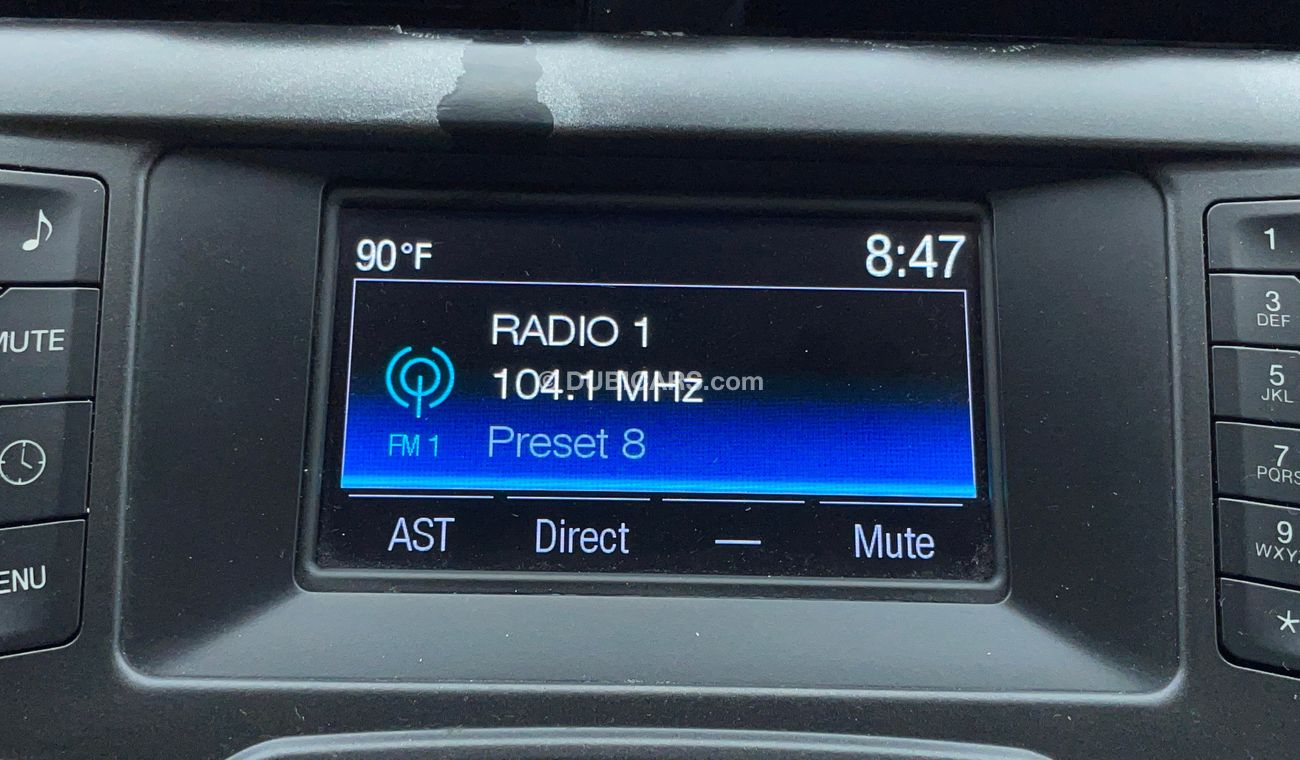 90°F 8:47
RADIO 1
104.1 MHz
© DUBICARS.com
FM 1 Preset 8
AST Direct — Mute
MUTE
ENU
1
3
DEF
5
JKL
7
PQRS
9
WXYZ
*